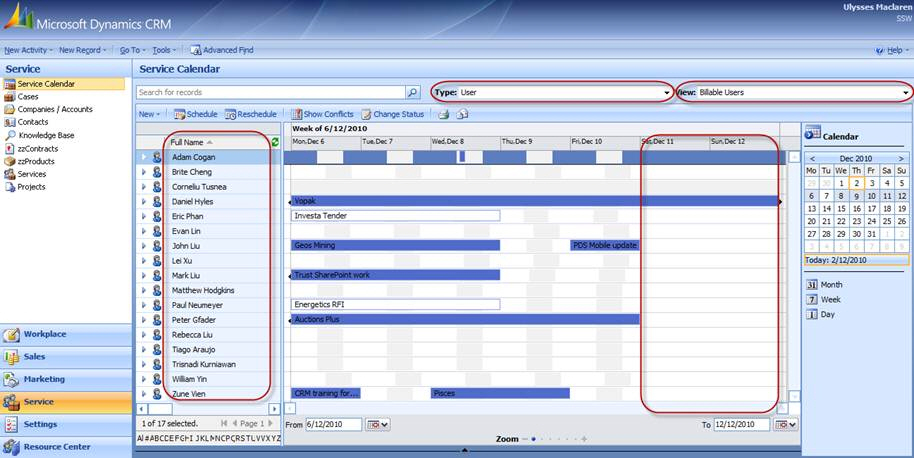 Ulysses Maclaren
SSW
Microsoft Dynamics CRM
New Activity New Record Go To Tools Advanced Find Help
Service
Service Calendar
Cases
Companies / Accounts
Contacts
Knowledge Base
zzContracts
zzProducts
Services
Projects
Workplace
Sales
Marketing
Service
Settings
Resource Center
Service Calendar
Search for records
Type: User
View: Billable Users
New Schedule Reschedule Show Conflicts Change Status
Full Name
Week of 6/12/2010
Mon,Dec 6 Tue,Dec 7 Wed,Dec 8 Thu,Dec 9 Fri,Dec 10 Sat,Dec 11 Sun,Dec 12
Adam Cogan
Brite Cheng
Corneliu Tusnea
Daniel Hyles Vopak
Eric Phan Investa Tender
Evan Lin
John Liu Geos Mining PDS Mobile update
Lei Xu
Mark Liu Trust SharePoint work
Matthew Hodgkins
Paul Neumeyer Energetics RFI
Peter Gfader Auctions Plus
Rebecca Liu
Tiago Araujo
Trisnadi Kurniawan
William Yin
Zune Vien CRM training for... Pisces
1 of 17 selected. Page 1
From 6/12/2010 To 12/12/2010
Zoom
Calendar
< Dec 2010 >
Mo Tu We Th Fr Sa Su
29 30 1 2 3 4 5
6 7 8 9 10 11 12
13 14 15 16 17 18 19
20 21 22 23 24 25 26
27 28 29 30 31 1 2
3 4 5 6 7 8 9
Today: 2/12/2010
31 Month
7 Week
1 Day